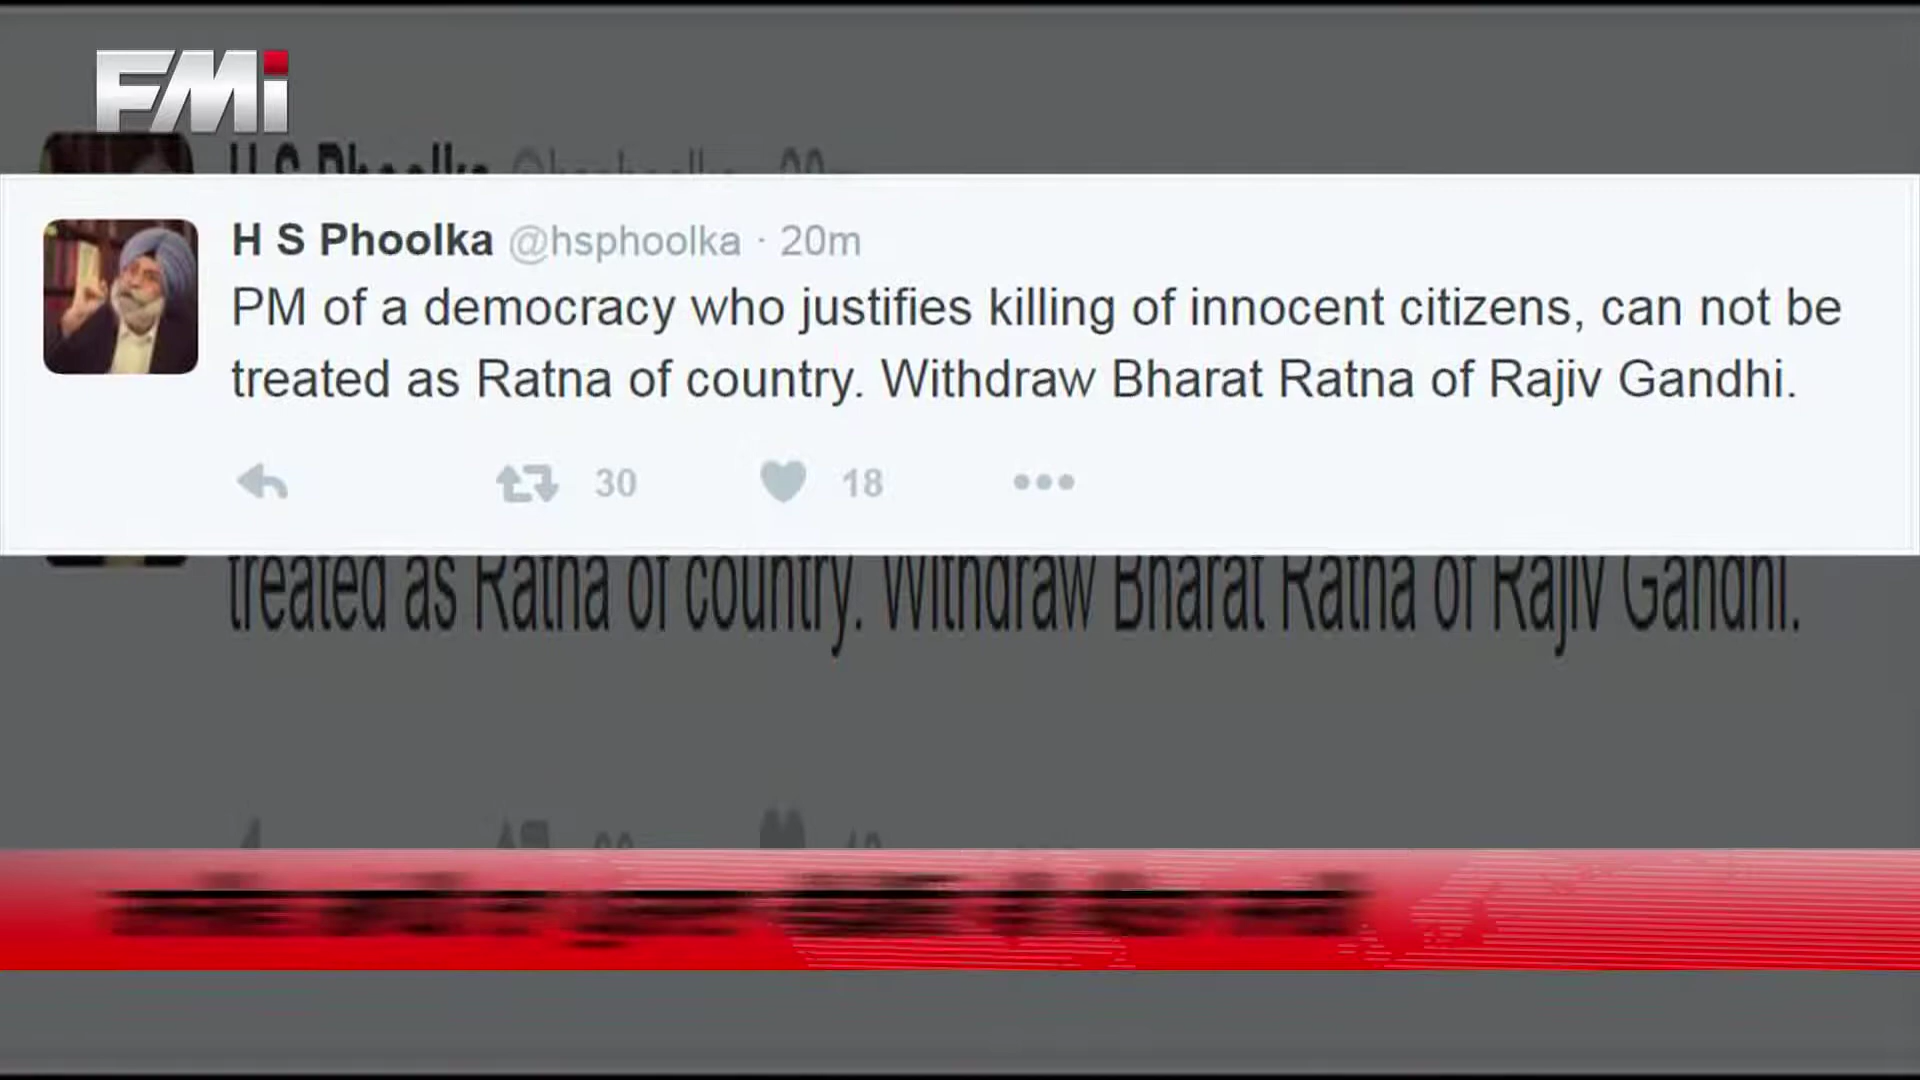 FMi
H S Phoolka @hsphoolka · 20m
PM of a democracy who justifies killing of innocent citizens, can not be
treated as Ratna of country. Withdraw Bharat Ratna of Rajiv Gandhi.
30 18
treated as Ratna of country. Withdraw Bharat Ratna of Rajiv Gandhi.